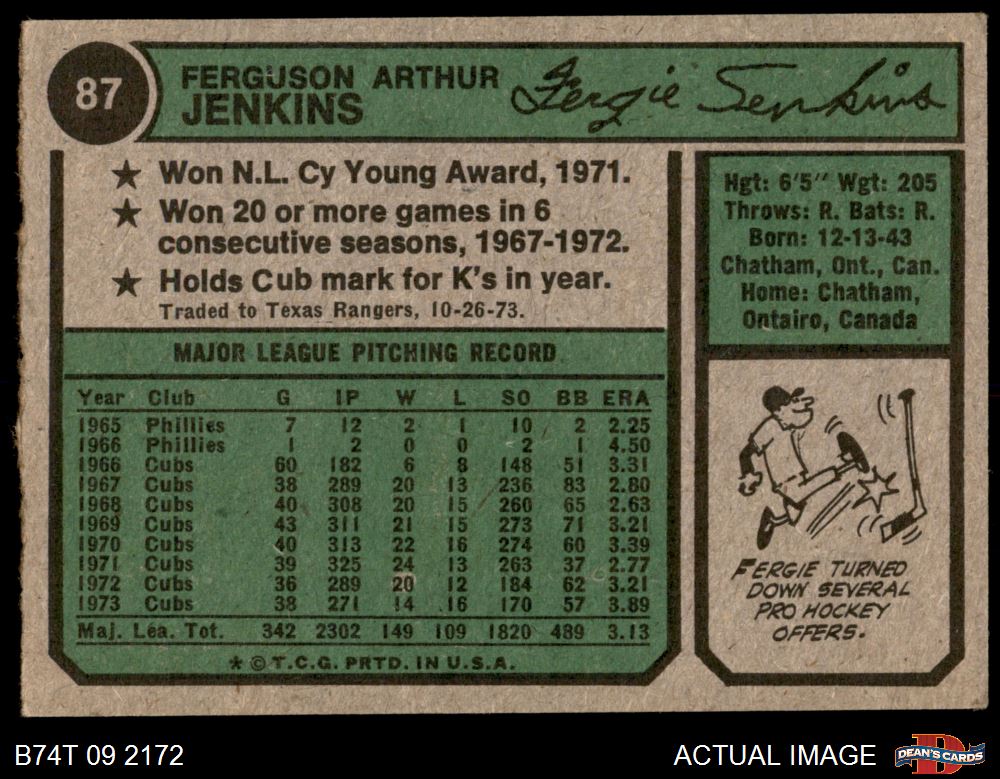 87
FERGUSON ARTHUR
JENKINS
Fergie Jenkins
★ Won N.L. Cy Young Award, 1971.
★ Won 20 or more games in 6
consecutive seasons, 1967-1972.
★ Holds Cub mark for K's in year.
Traded to Texas Rangers, 10-26-73.
Hgt: 6'5" Wgt: 205
Throws: R. Bats: R.
Born: 12-13-43
Chatham, Ont., Can.
Home: Chatham,
Ontairo, Canada
MAJOR LEAGUE PITCHING RECORD
Year Club G IP W L SO BB ERA
1965 Phillies 7 12 2 1 10 2 2.25
1966 Phillies 1 2 0 0 2 1 4.50
1966 Cubs 60 182 6 8 148 51 3.31
1967 Cubs 38 289 20 13 236 83 2.80
1968 Cubs 40 308 20 15 260 65 2.63
1969 Cubs 43 311 21 15 273 71 3.21
1970 Cubs 40 313 22 16 274 60 3.39
1971 Cubs 39 325 24 13 263 37 2.77
1972 Cubs 36 289 20 12 184 62 3.21
1973 Cubs 38 271 14 16 170 57 3.89
Maj. Lea. Tot. 342 2302 149 109 1820 489 3.13
★ © T.C.G. PRTD. IN U.S.A.
FERGIE TURNED
DOWN SEVERAL
PRO HOCKEY
OFFERS.
B74T 09 2172
ACTUAL IMAGE
D
DEAN'S CARDS